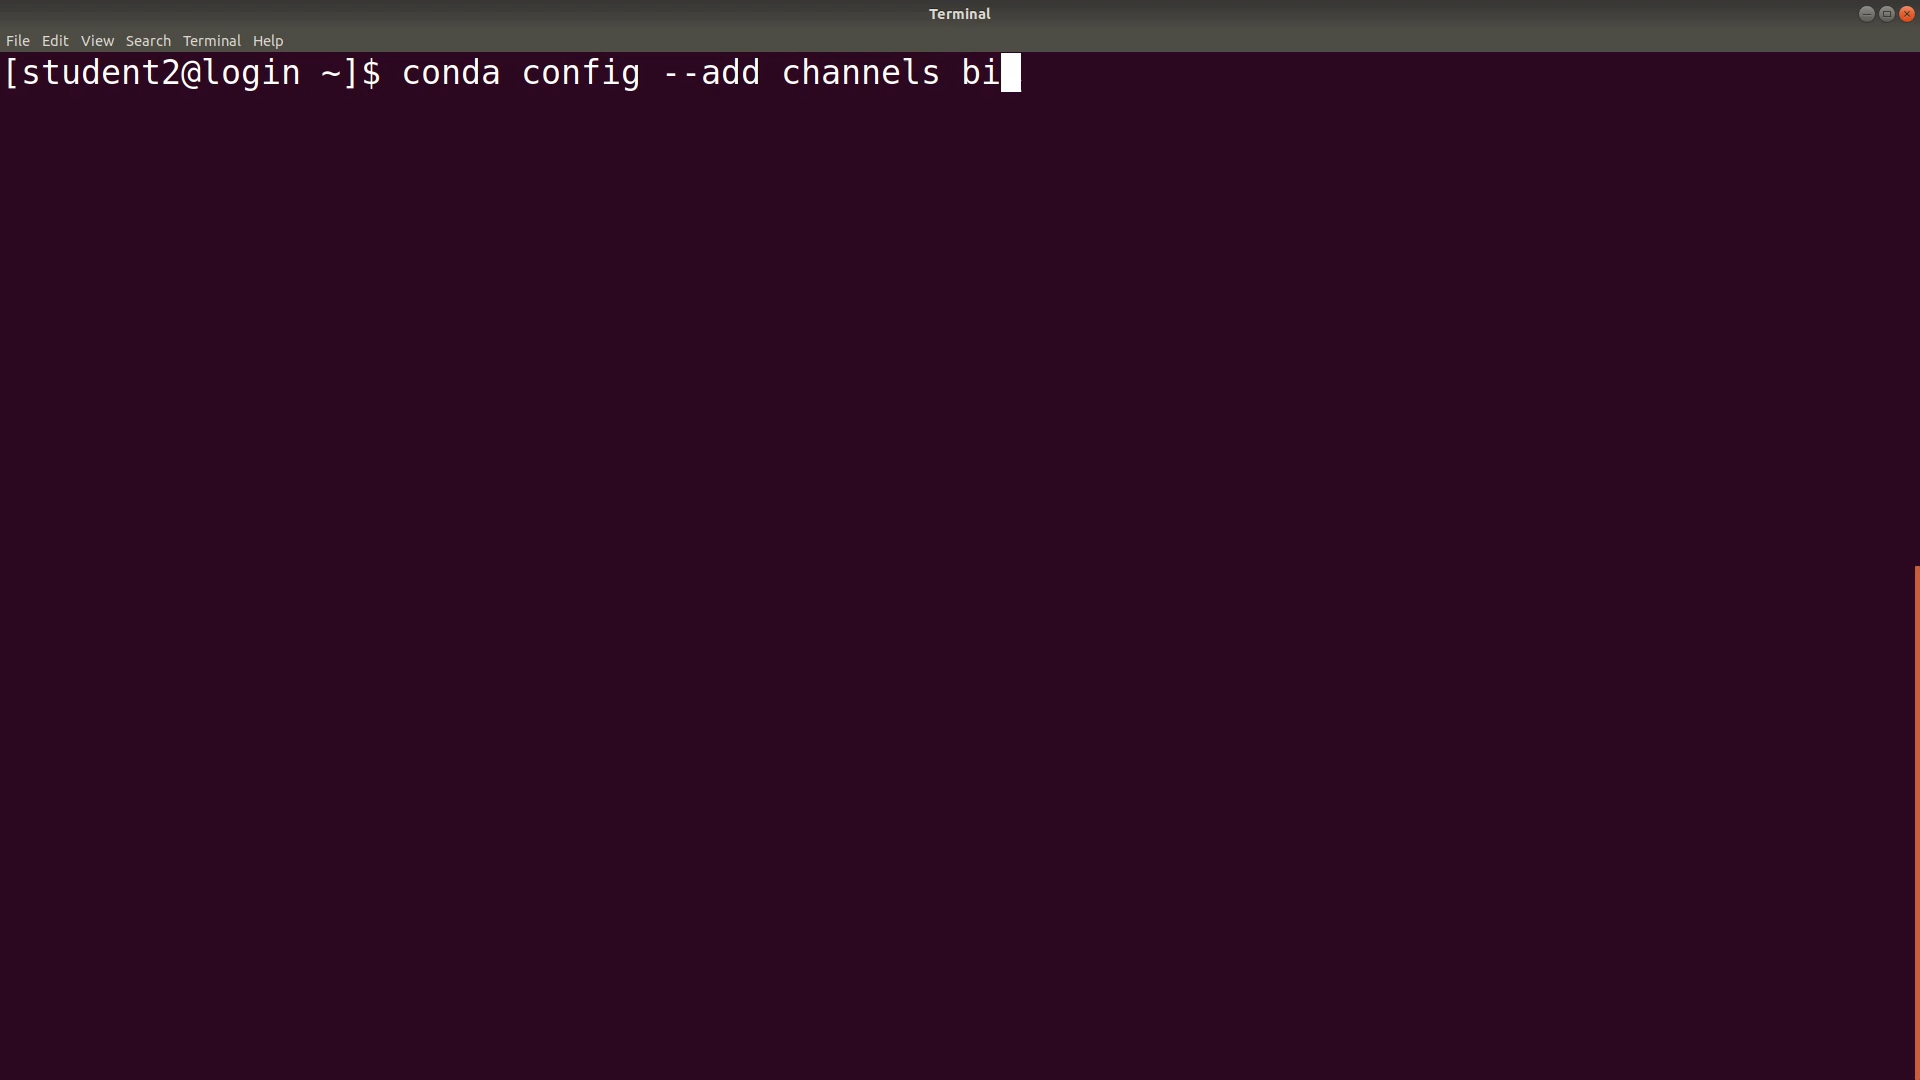 Terminal
File Edit View Search Terminal Help
[student2@login ~]$ conda config --add channels bi